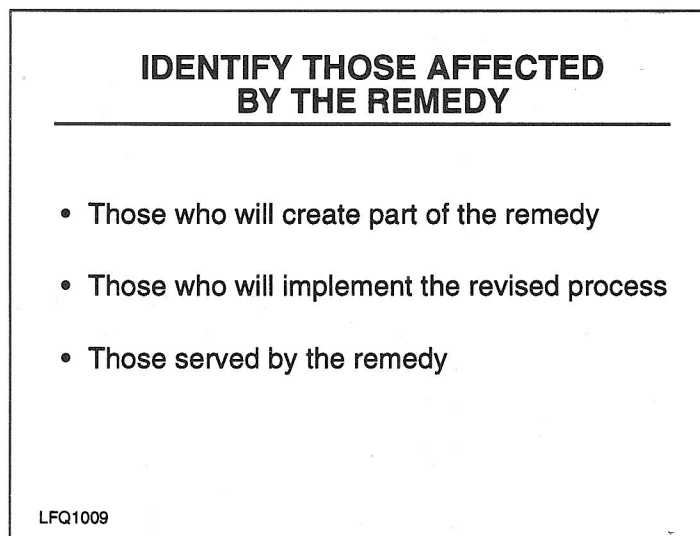 IDENTIFY THOSE AFFECTED
BY THE REMEDY
• Those who will create part of the remedy
• Those who will implement the revised process
• Those served by the remedy
LFQ1009